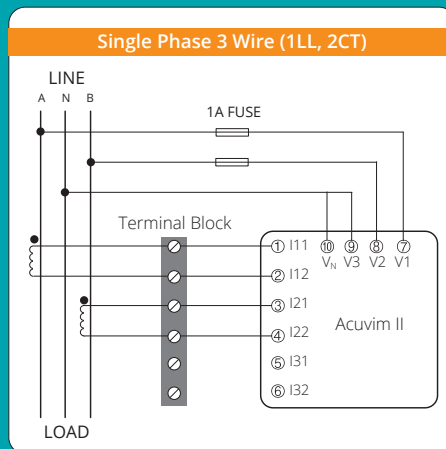 Single Phase 3 Wire (1LL, 2CT)
LINE
A N B
1A FUSE
Terminal Block
① I11 ⑩ ⑨ ⑧ ⑦
VN V3 V2 V1
② I12
③ I21
Acuvim II
④ I22
⑤ I31
⑥ I32
LOAD